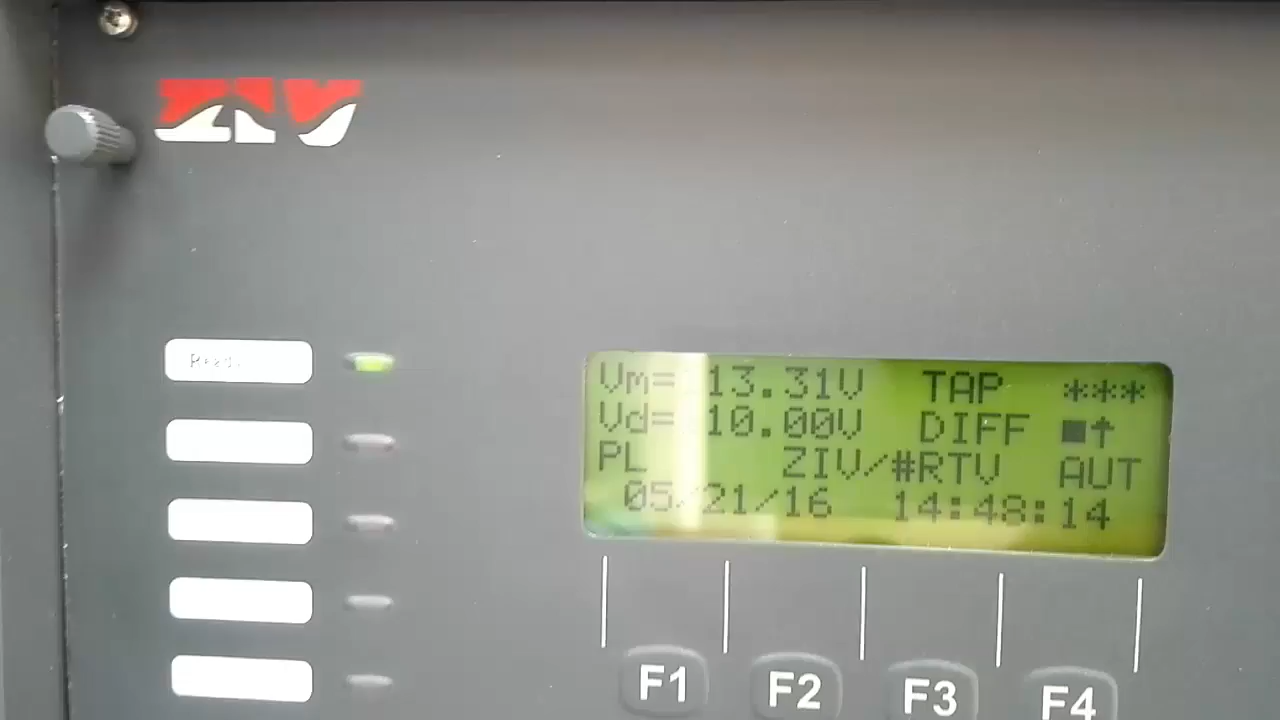 ZIV
Ready
Vm= 13.31V TAP ***
Vd= 10.00V DIFF ■↑
PL ZIV/#RTV AUT
05/21/16 14:48:14
F1 F2 F3 F4